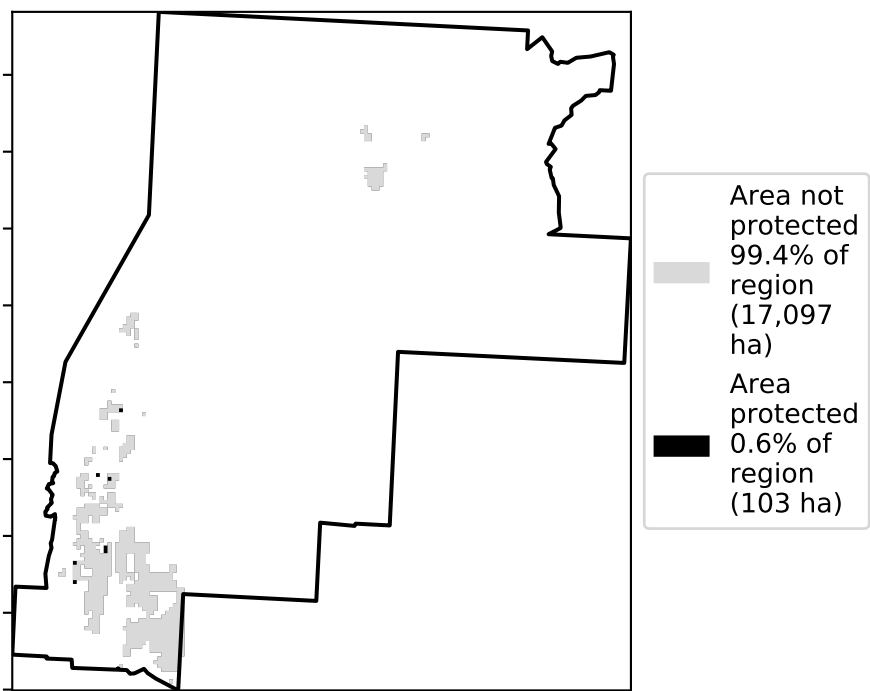 Area not
protected
99.4% of
region
(17,097
ha)
Area
protected
0.6% of
region
(103 ha)